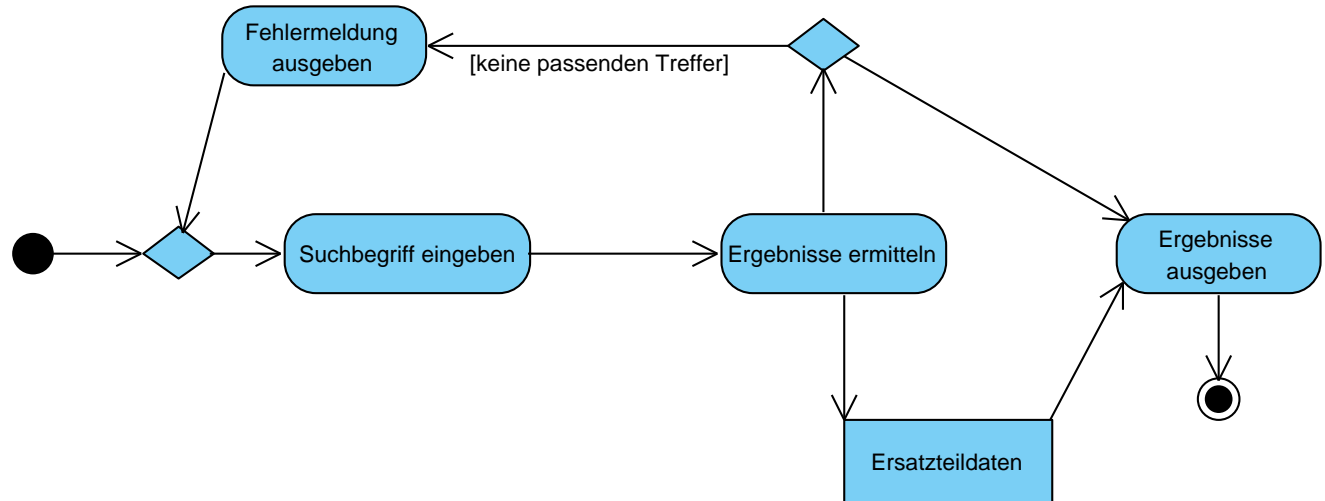 Fehlermeldung
ausgeben
[keine passenden Treffer]
Suchbegriff eingeben
Ergebnisse ermitteln
Ergebnisse
ausgeben
Ersatzteildaten